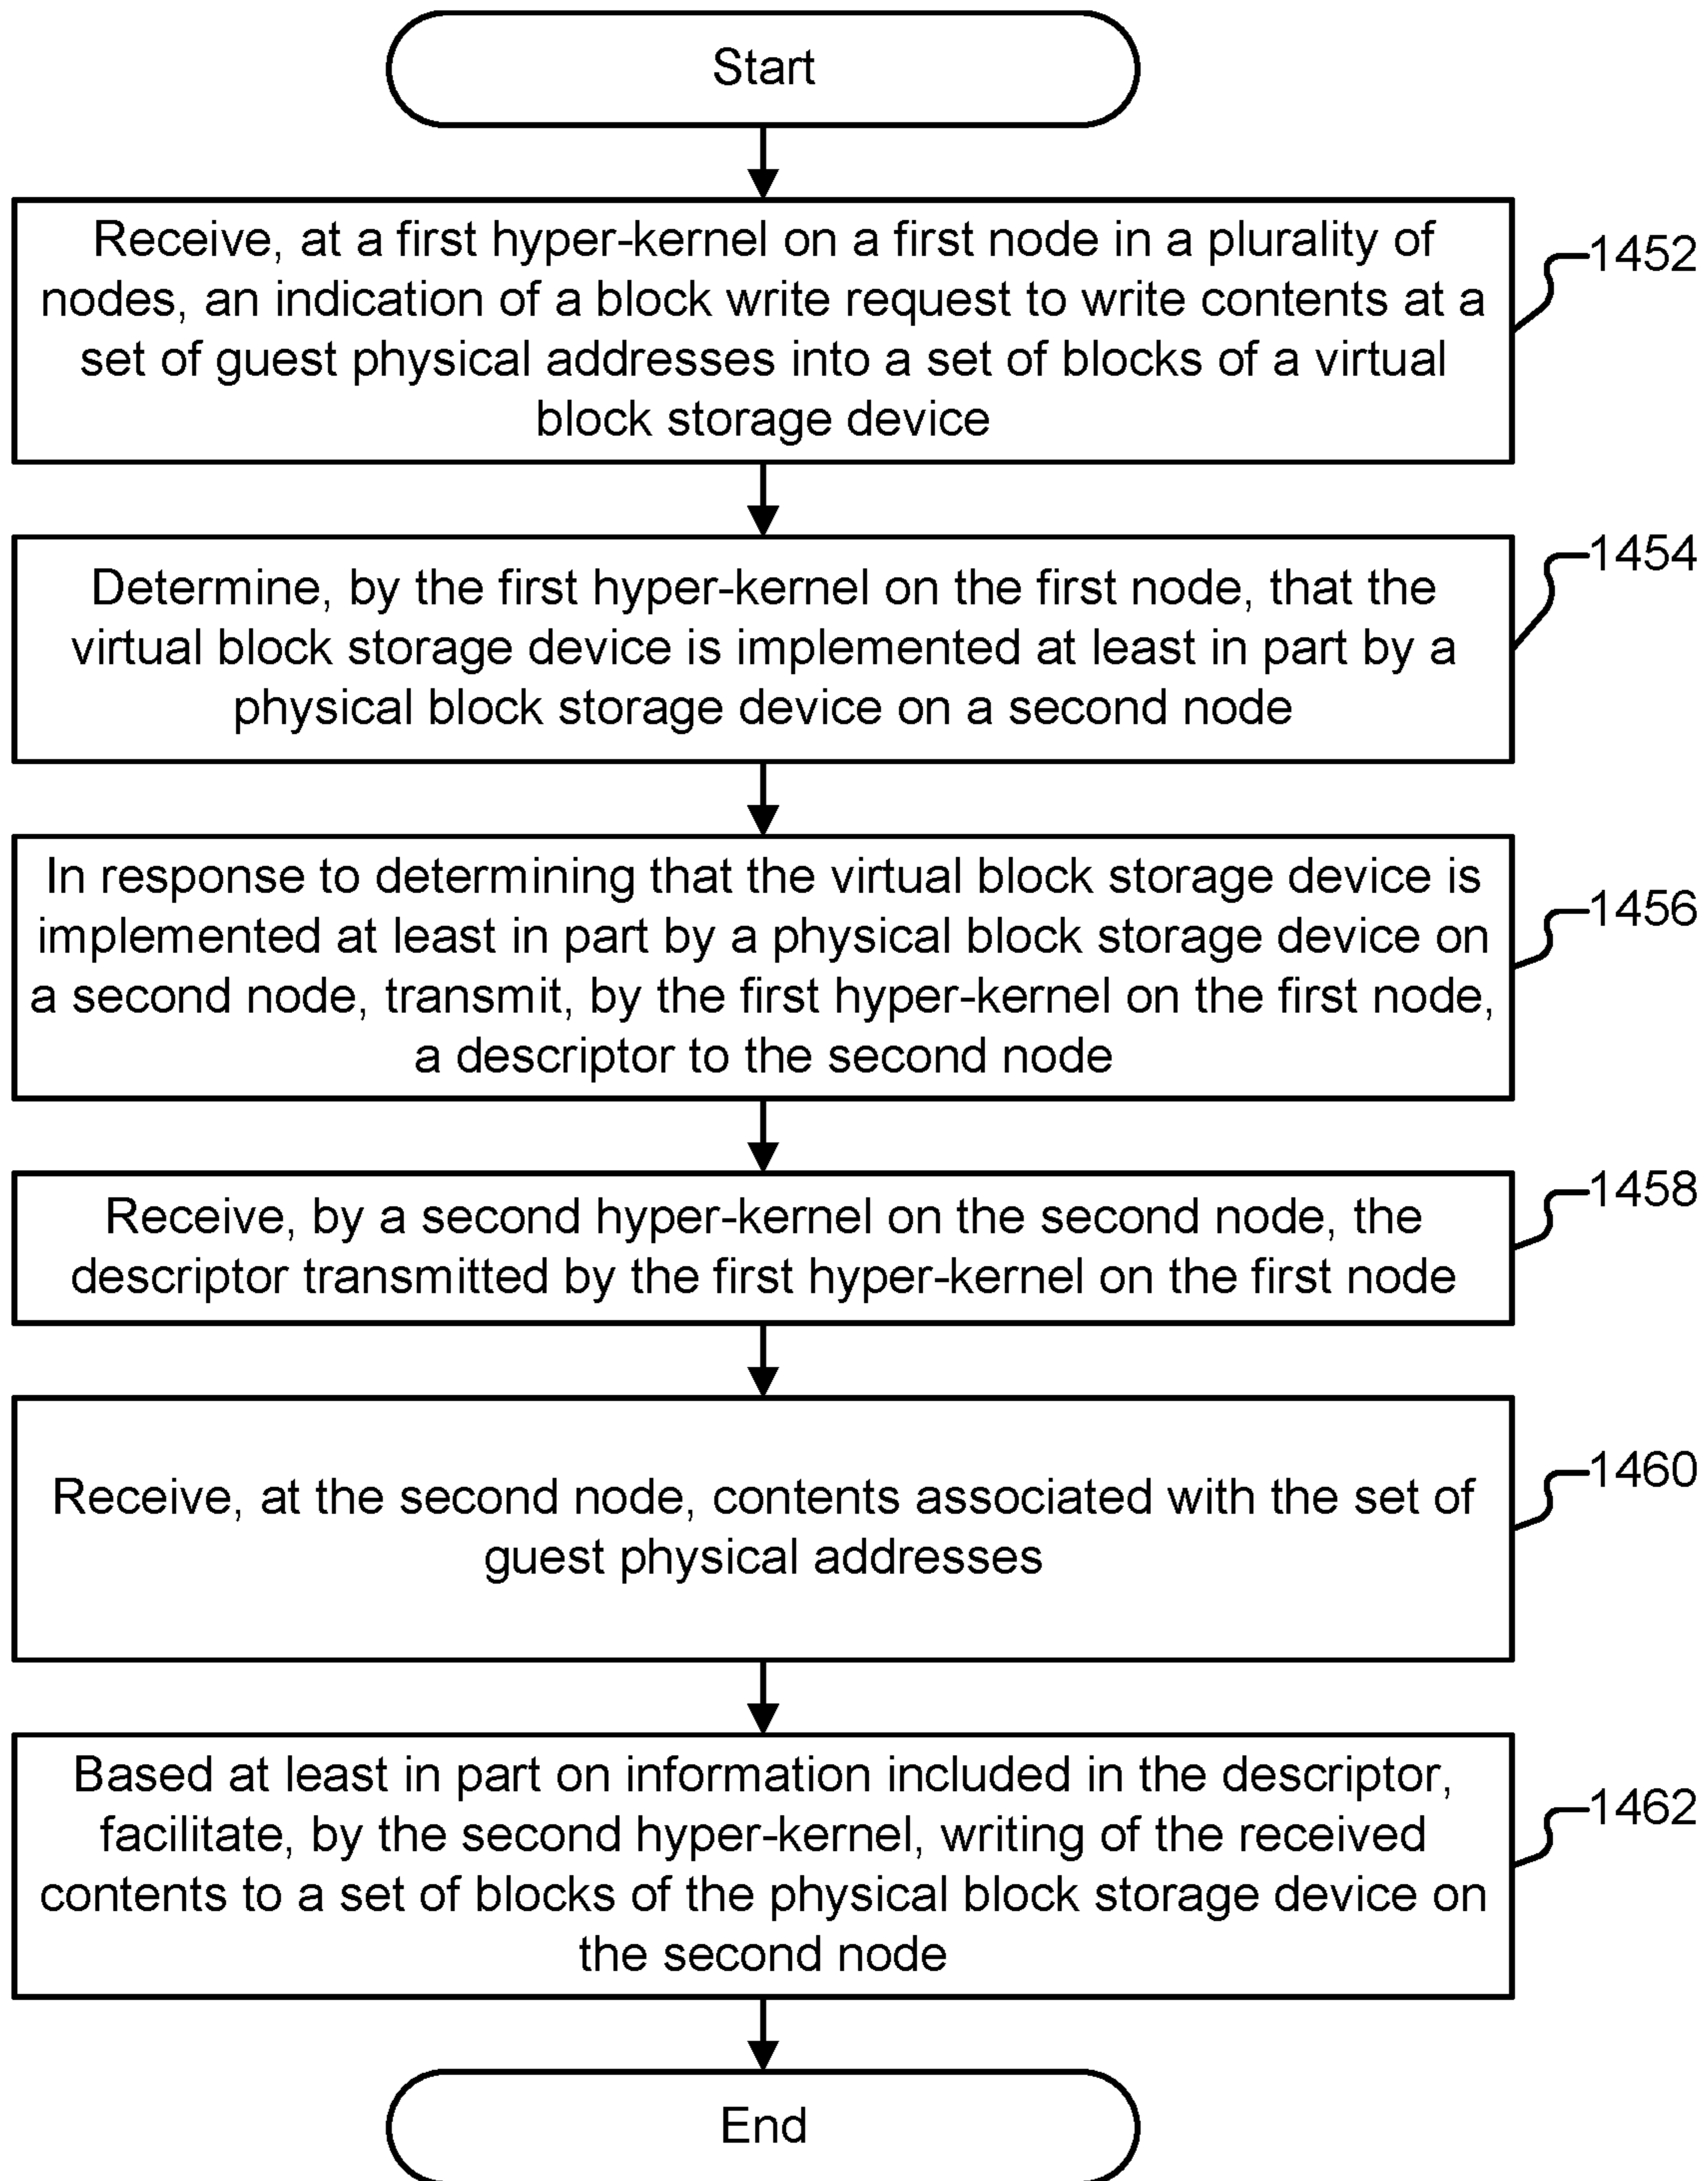 Start
Receive, at a first hyper-kernel on a first node in a plurality of
nodes, an indication of a block write request to write contents at a
set of guest physical addresses into a set of blocks of a virtual
block storage device
1452
Determine, by the first hyper-kernel on the first node, that the
virtual block storage device is implemented at least in part by a
physical block storage device on a second node
1454
In response to determining that the virtual block storage device is
implemented at least in part by a physical block storage device on
a second node, transmit, by the first hyper-kernel on the first node,
a descriptor to the second node
1456
Receive, by a second hyper-kernel on the second node, the
descriptor transmitted by the first hyper-kernel on the first node
1458
Receive, at the second node, contents associated with the set of
guest physical addresses
1460
Based at least in part on information included in the descriptor,
facilitate, by the second hyper-kernel, writing of the received
contents to a set of blocks of the physical block storage device on
the second node
1462
End